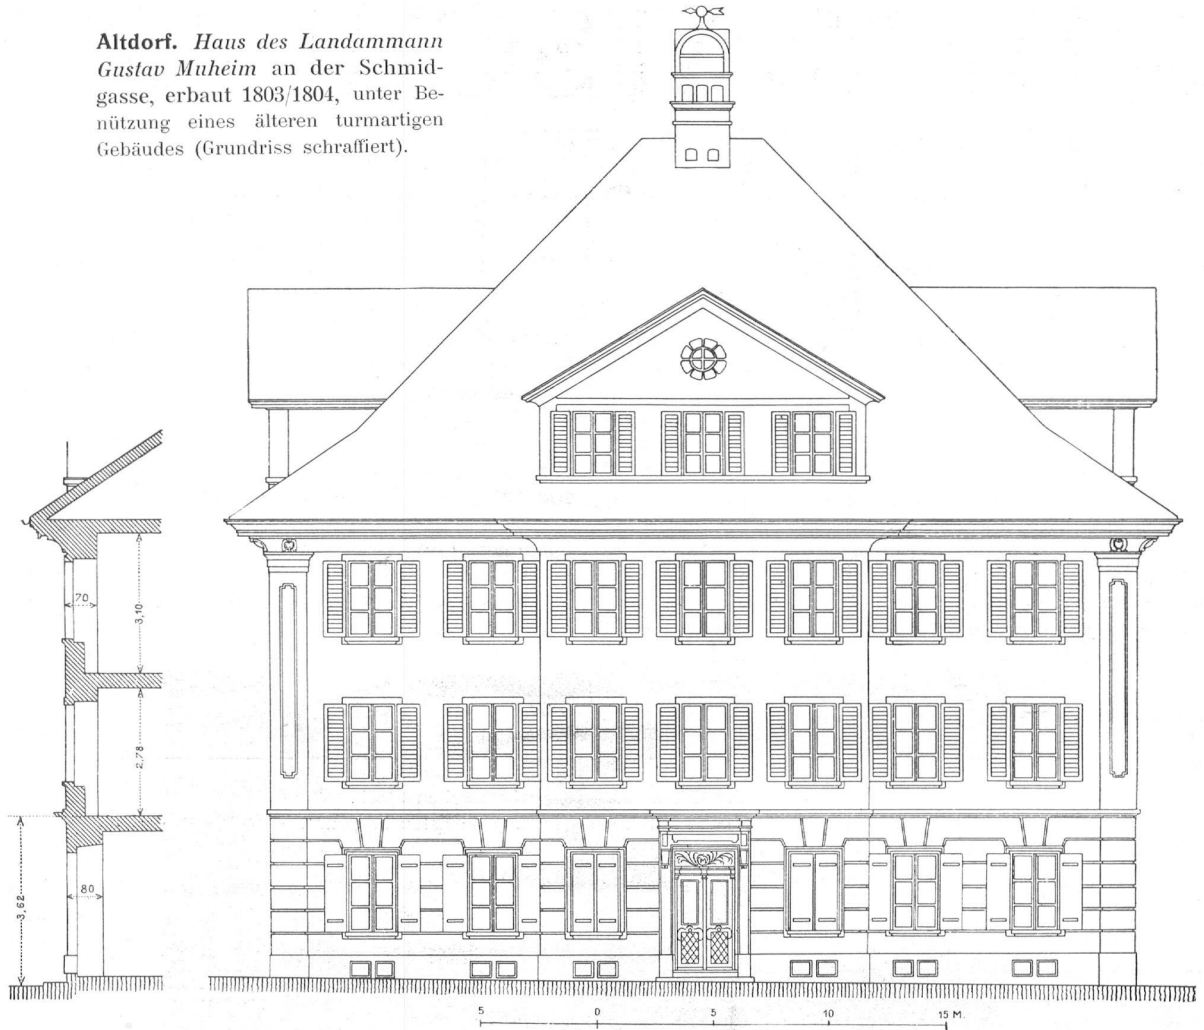 Altdorf. Haus des Landammann
Gustav Muheim an der Schmid-
gasse, erbaut 1803/1804, unter Be-
nützung eines älteren turmartigen
Gebäudes (Grundriss schraffiert).
70
3,10
2,78
80
3,62
5 0 5 10 15 M.